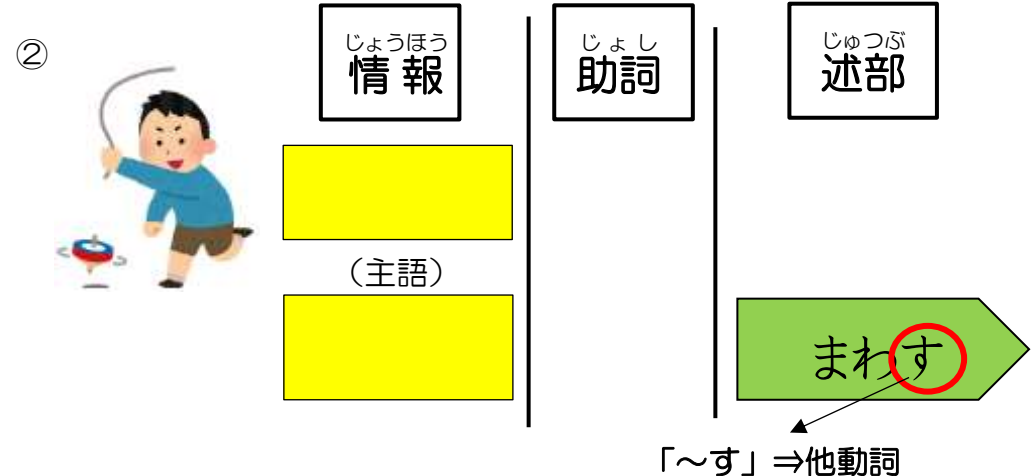 ②
じょうほう
情報
じょし
助詞
じゅつぶ
述部
（主語）
まわす
「～す」⇒他動詞